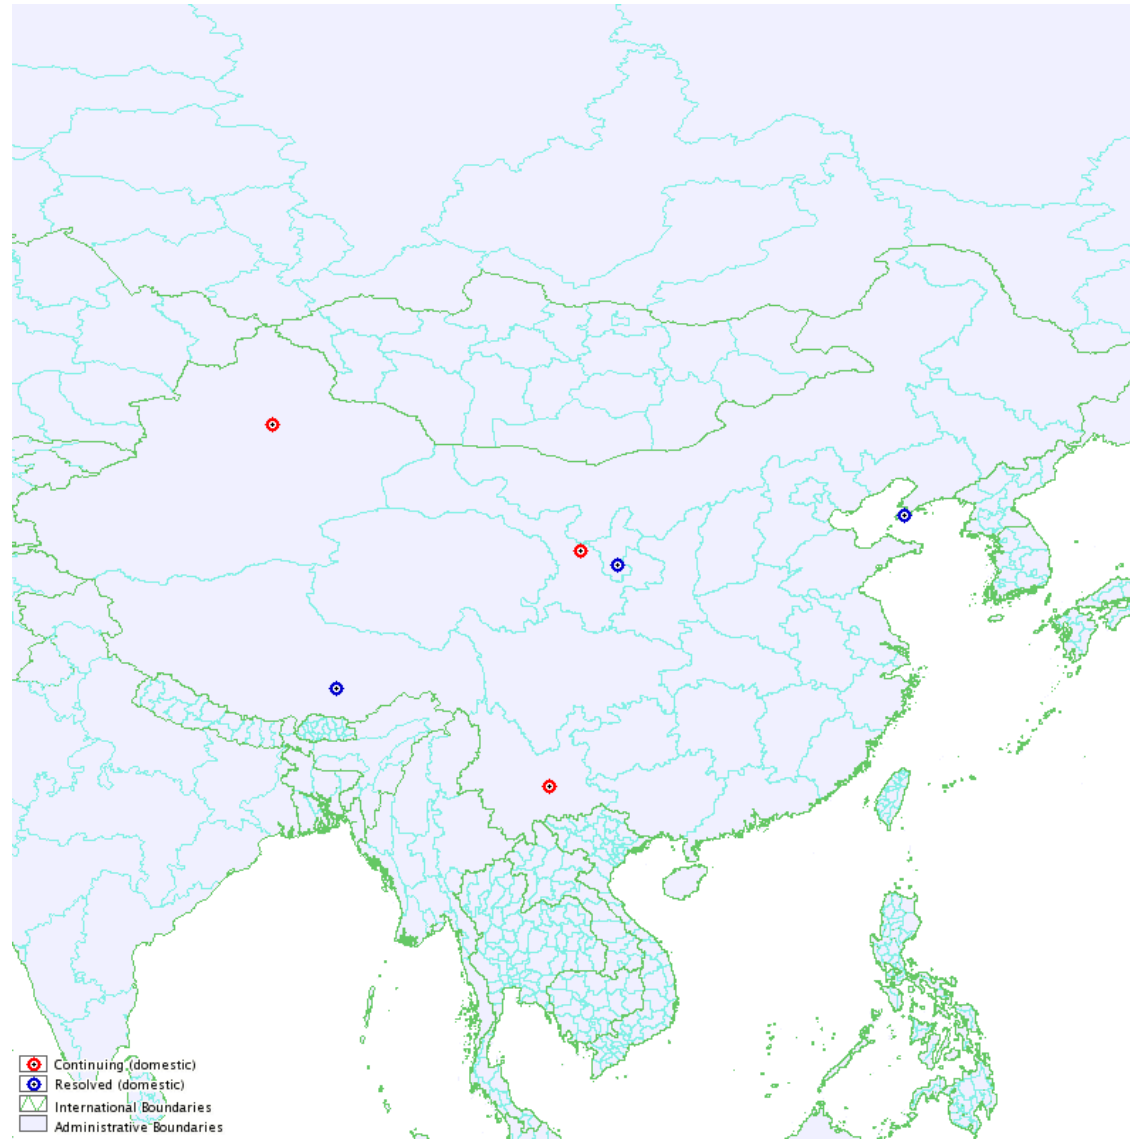 Continuing (domestic)
Resolved (domestic)
International Boundaries
Administrative Boundaries